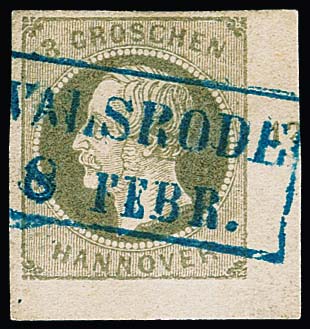 3 GROSCHEN
WALSRODE
8 FEBR.
HANNOVER